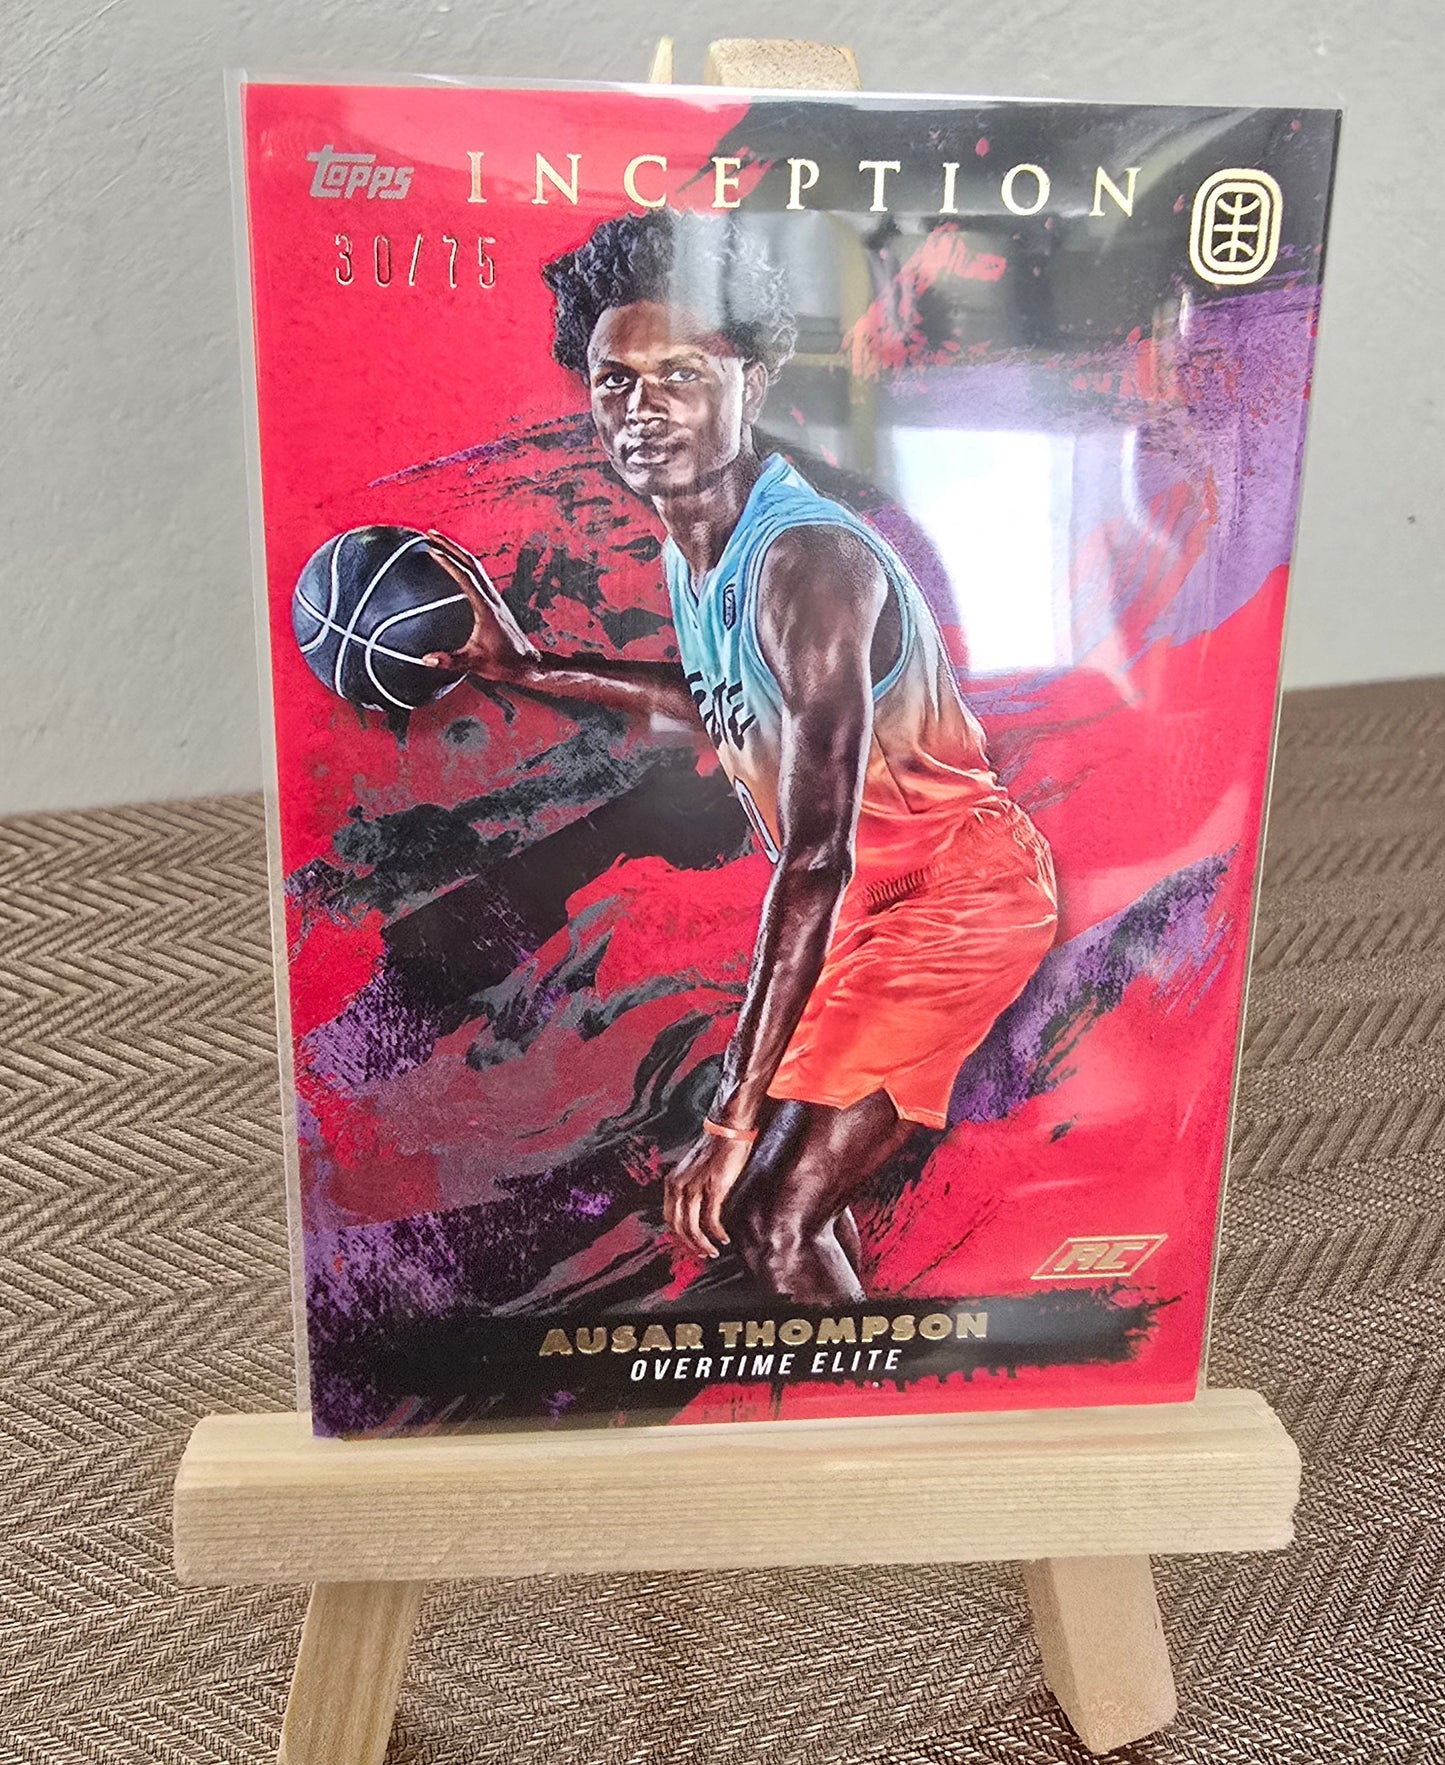 topps INCEPTION
30/75
RC
AUSAR THOMPSON
OVERTIME ELITE